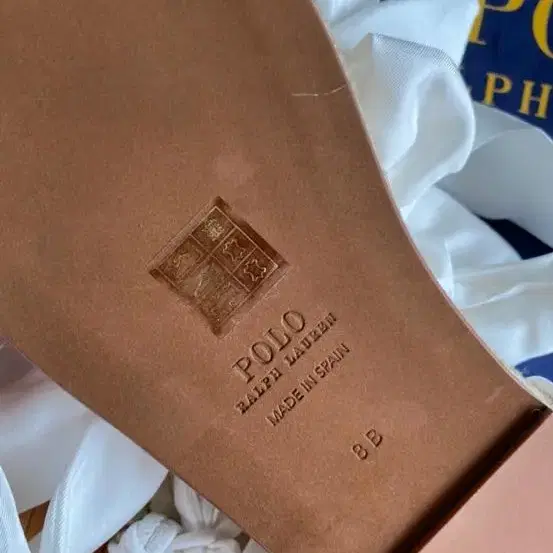 PO
PH
POLO
RALPH LAUREN
MADE IN SPAIN
8 B